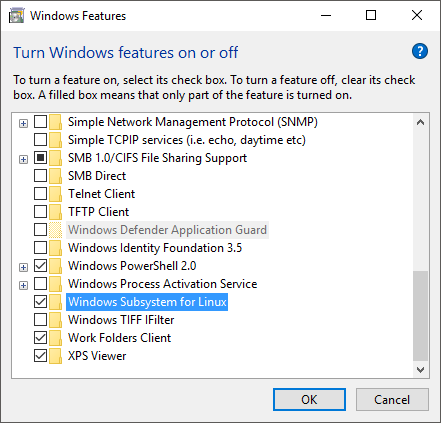 Windows Features
Turn Windows features on or off
?
To turn a feature on, select its check box. To turn a feature off, clear its check
box. A filled box means that only part of the feature is turned on.
Simple Network Management Protocol (SNMP)
Simple TCPIP services (i.e. echo, daytime etc)
SMB 1.0/CIFS File Sharing Support
SMB Direct
Telnet Client
TFTP Client
Windows Defender Application Guard
Windows Identity Foundation 3.5
Windows PowerShell 2.0
Windows Process Activation Service
Windows Subsystem for Linux
Windows TIFF IFilter
Work Folders Client
XPS Viewer
OK Cancel